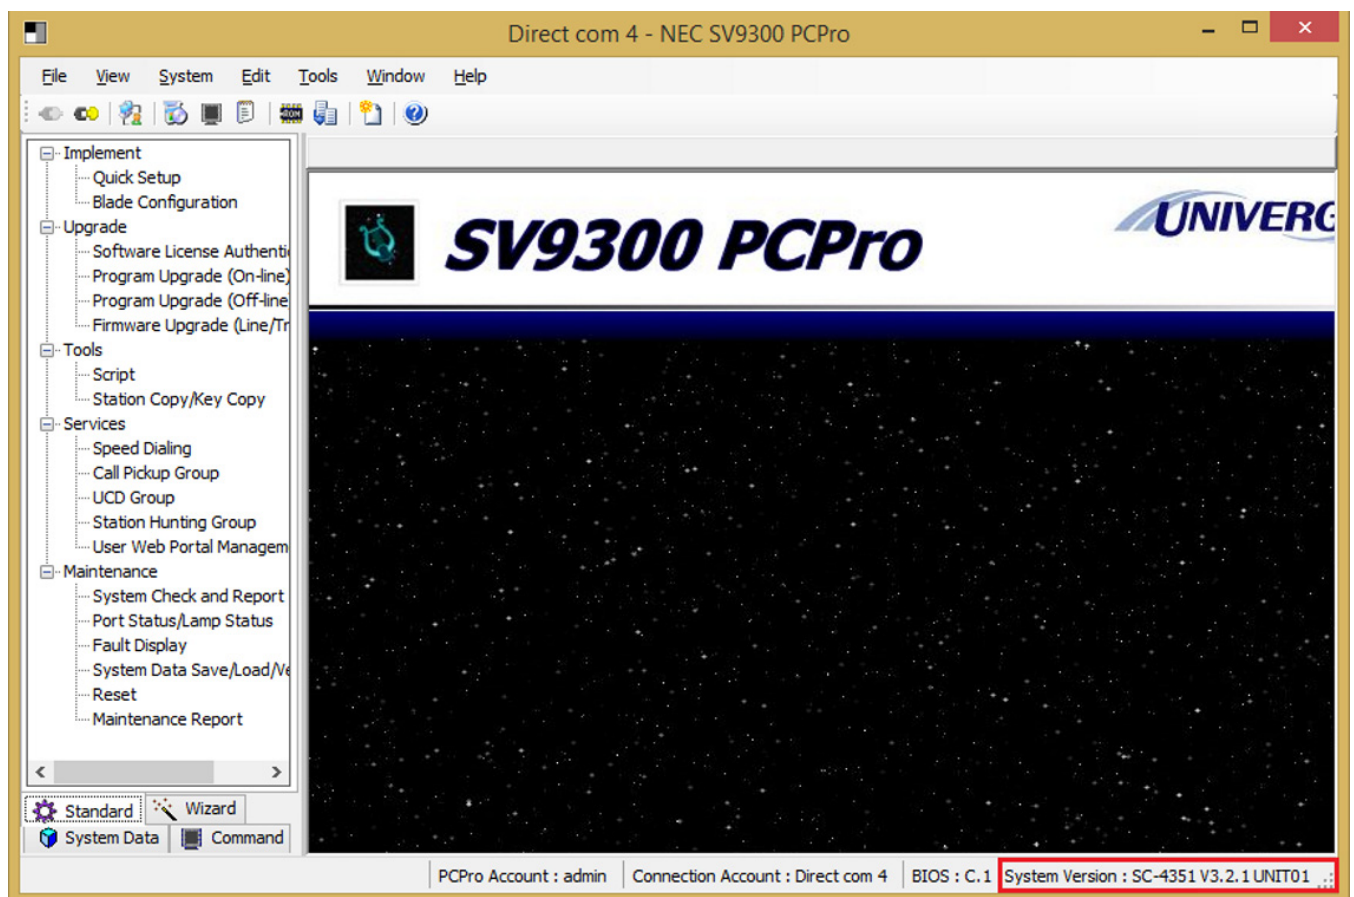 Direct com 4 - NEC SV9300 PCPro
File View System Edit Tools Window Help
ROM
Implement
Quick Setup
Blade Configuration
Upgrade
Software License Authenti
Program Upgrade (On-line)
Program Upgrade (Off-line
Firmware Upgrade (Line/Tr
Tools
Script
Station Copy/Key Copy
Services
Speed Dialing
Call Pickup Group
UCD Group
Station Hunting Group
User Web Portal Managem
Maintenance
System Check and Report
Port Status/Lamp Status
Fault Display
System Data Save/Load/Ve
Reset
Maintenance Report
Standard Wizard
System Data Command
SV9300 PCPro
UNIVERG
PCPro Account : admin Connection Account : Direct com 4 BIOS : C.1 System Version : SC-4351 V3.2.1 UNIT01